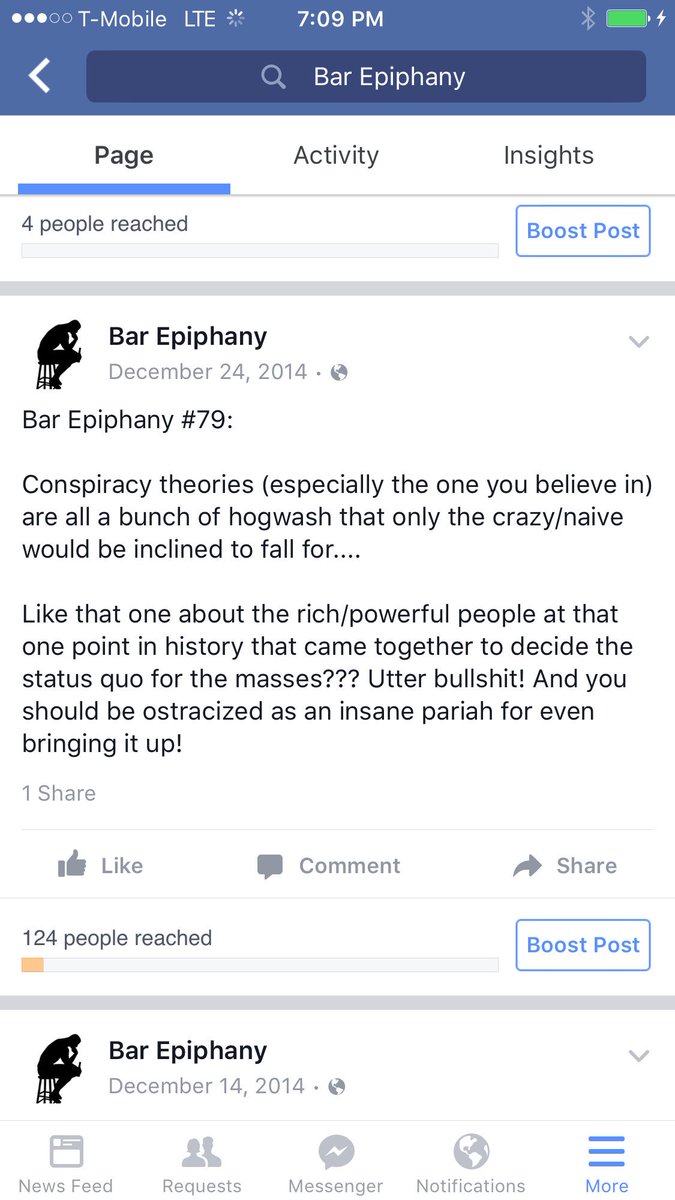 T-Mobile LTE 7:09 PM
Bar Epiphany
Page Activity Insights
4 people reached
Boost Post
Bar Epiphany
December 24, 2014 ·
Bar Epiphany #79:
Conspiracy theories (especially the one you believe in)
are all a bunch of hogwash that only the crazy/naive
would be inclined to fall for....
Like that one about the rich/powerful people at that
one point in history that came together to decide the
status quo for the masses??? Utter bullshit! And you
should be ostracized as an insane pariah for even
bringing it up!
1 Share
Like Comment Share
124 people reached
Boost Post
Bar Epiphany
December 14, 2014 ·
News Feed Requests Messenger Notifications More